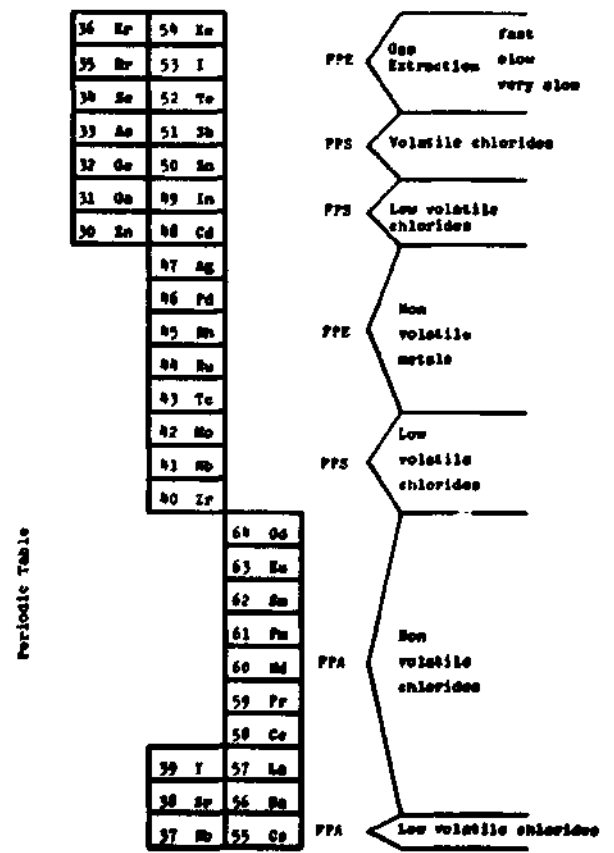 36 Kr 54 Xe
35 Br 53 I
34 Se 52 Te
33 As 51 Sb
32 Ge 50 Sn
31 Ga 49 In
30 Zn 48 Cd
47 Ag
46 Pd
45 Rh
44 Ru
43 Tc
42 Mo
41 Nb
40 Zr
64 Gd
63 Eu
62 Sm
61 Pm
60 Nd
59 Pr
58 Ce
39 Y 57 La
38 Sr 56 Ba
37 Rb 55 Cs
FPE
Gas
Extraction
fast
slow
very slow
FPS
Volatile chlorides
FPS
Low volatile
chlorides
FPE
Non
volatile
metals
FPS
Low
volatile
chlorides
FPA
Non
volatile
chlorides
FPA
Low volatile chlorides
Periodic Table